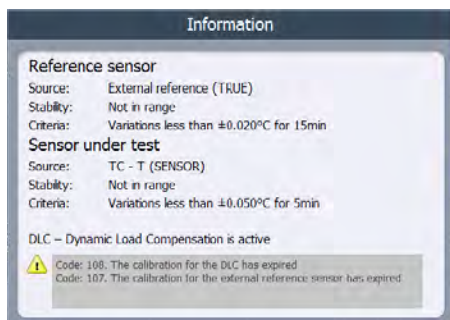 Information
Reference sensor
Source: External reference (TRUE)
Stability: Not in range
Criteria: Variations less than ±0.020°C for 15min
Sensor under test
Source: TC - T (SENSOR)
Stability: Not in range
Criteria: Variations less than ±0.050°C for 5min
DLC – Dynamic Load Compensation is active
Code: 108. The calibration for the DLC has expired
Code: 107. The calibration for the external reference sensor has expired